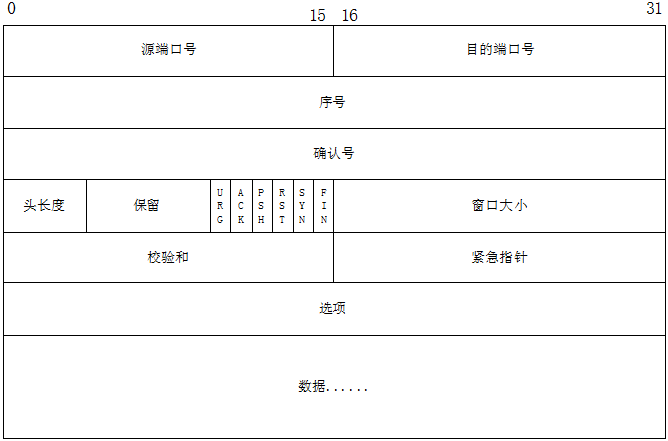 0 15 16 31
源端口号 目的端口号
序号
确认号
头长度 保留 URG ACK PSH RST SYN FIN 窗口大小
校验和 紧急指针
选项
数据......